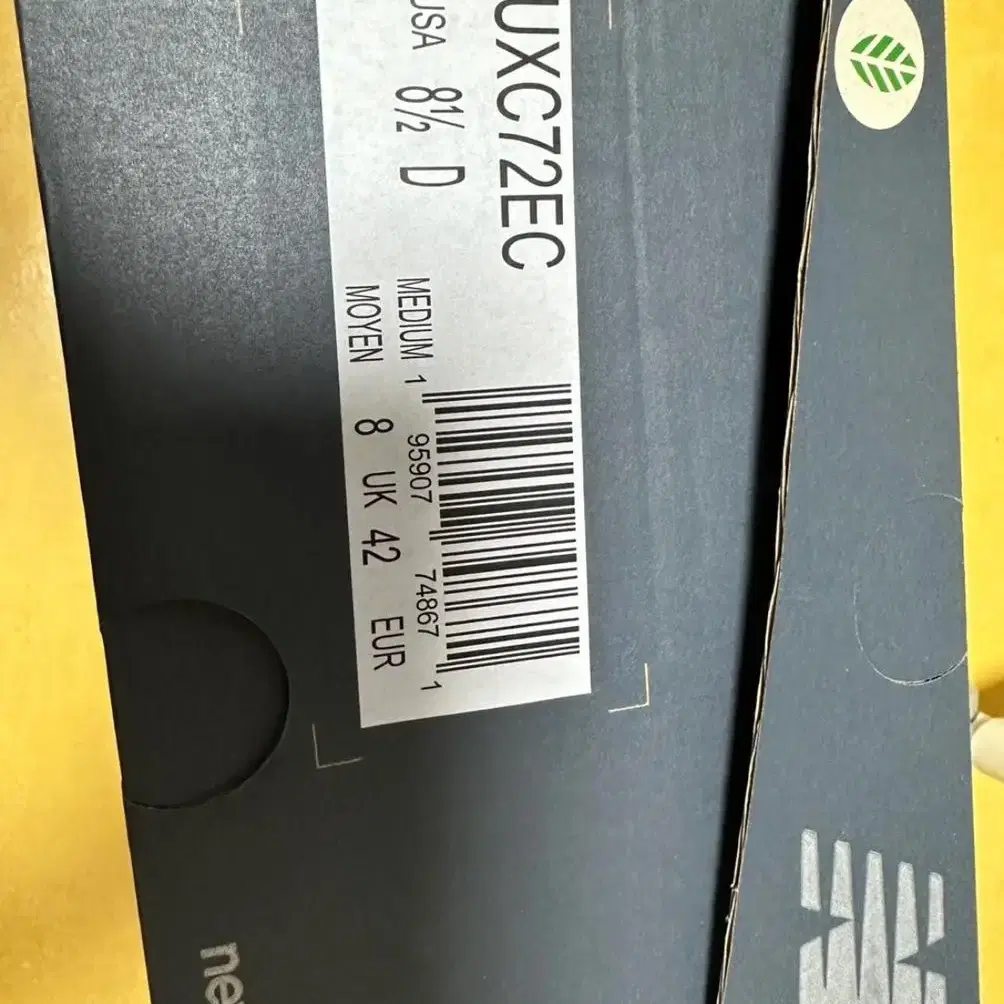 UXC72EC
USA 8½ D
MEDIUM
MOYEN
1 95907 74867 1
8 UK 42 EUR
ne